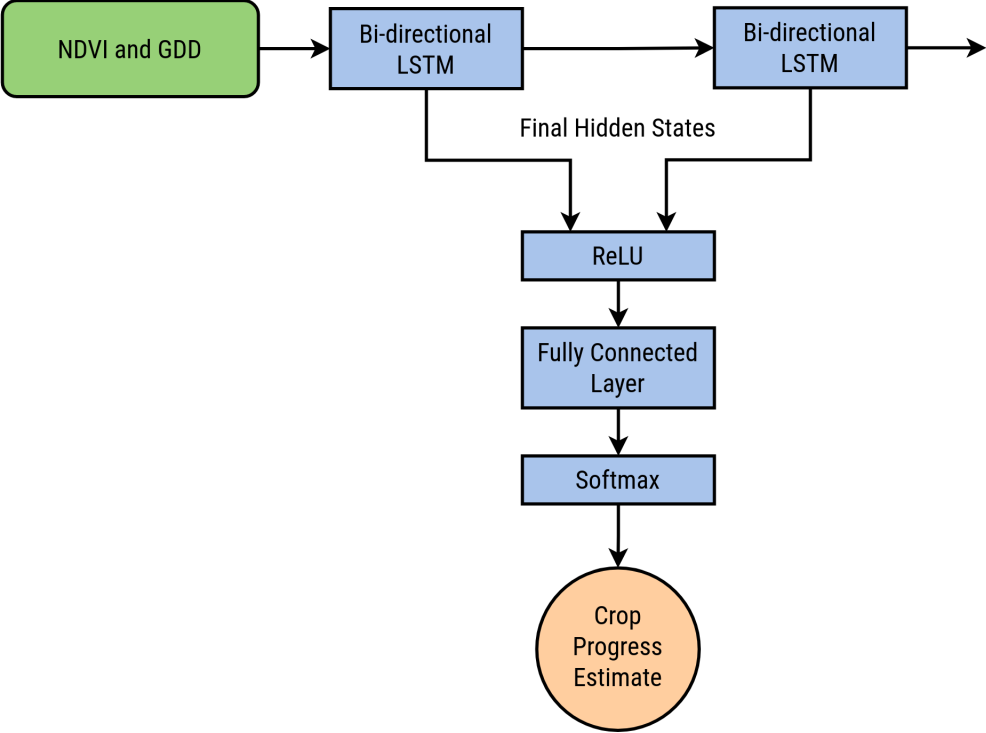 NDVI and GDD
Bi-directional
LSTM
Bi-directional
LSTM
Final Hidden States
ReLU
Fully Connected
Layer
Softmax
Crop
Progress
Estimate